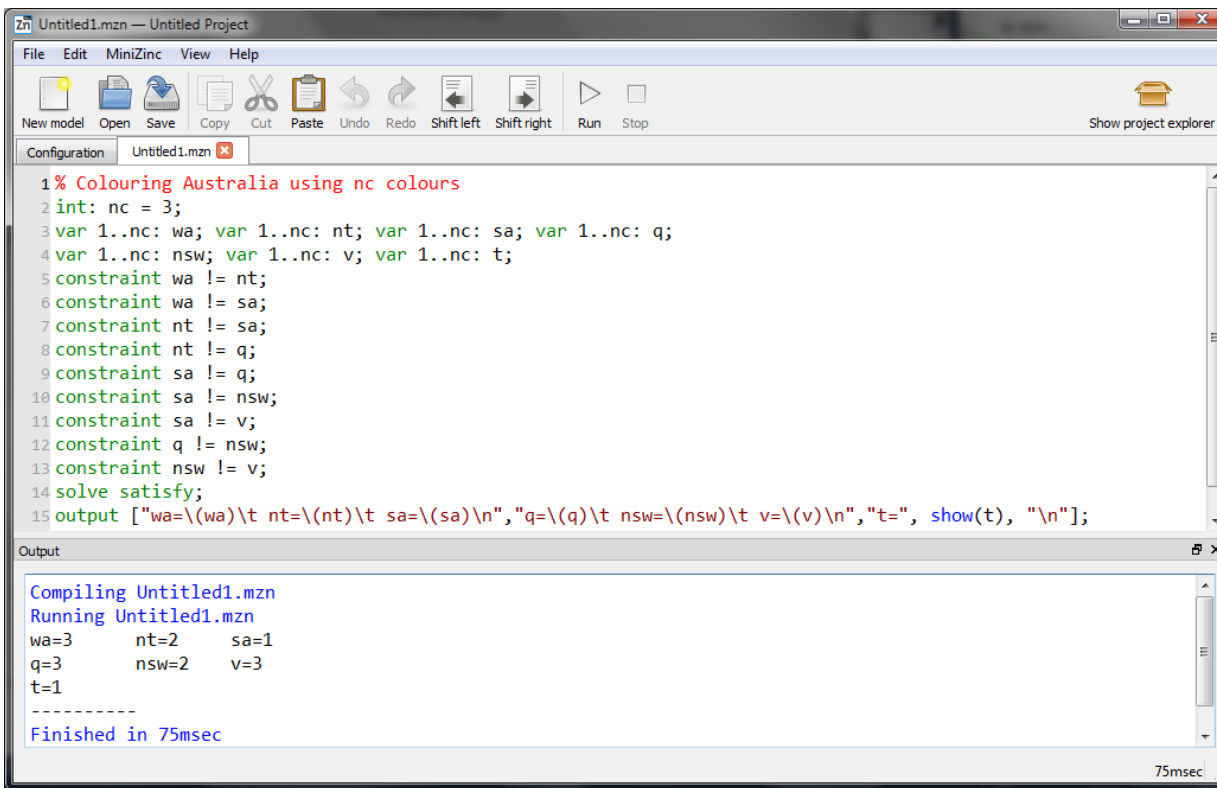 Zn Untitled1.mzn — Untitled Project
File Edit MiniZinc View Help
New model Open Save Copy Cut Paste Undo Redo Shift left Shift right Run Stop Show project explorer
Configuration Untitled1.mzn
1 % Colouring Australia using nc colours
2 int: nc = 3;
3 var 1..nc: wa; var 1..nc: nt; var 1..nc: sa; var 1..nc: q;
4 var 1..nc: nsw; var 1..nc: v; var 1..nc: t;
5 constraint wa != nt;
6 constraint wa != sa;
7 constraint nt != sa;
8 constraint nt != q;
9 constraint sa != q;
10 constraint sa != nsw;
11 constraint sa != v;
12 constraint q != nsw;
13 constraint nsw != v;
14 solve satisfy;
15 output ["wa=\(wa)\t nt=\(nt)\t sa=\(sa)\n","q=\(q)\t nsw=\(nsw)\t v=\(v)\n","t=", show(t), "\n"];
Output
Compiling Untitled1.mzn
Running Untitled1.mzn
wa=3 nt=2 sa=1
q=3 nsw=2 v=3
t=1
----------
Finished in 75msec
75msec